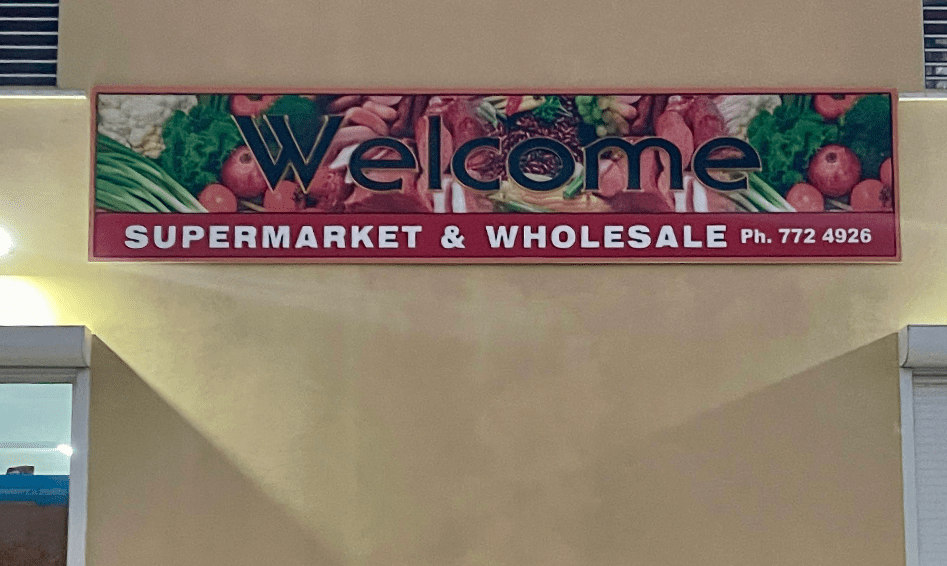 Welcome
SUPERMARKET & WHOLESALE Ph. 772 4926